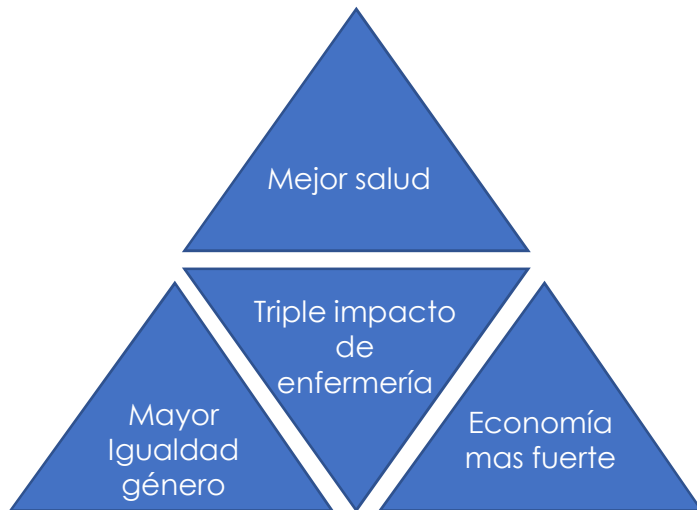 Mejor salud
Triple impacto
de
enfermería
Mayor
Igualdad
género
Economía
mas fuerte